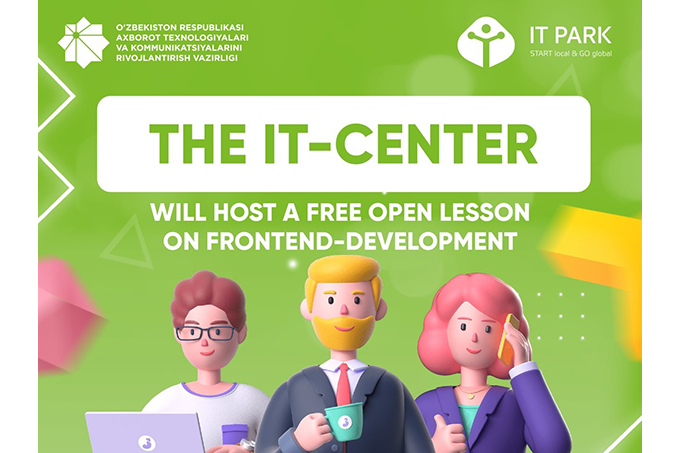 O'ZBEKISTON RESPUBLIKASI
AXBOROT TEXNOLOGIYALARI
VA KOMMUNIKATSIYALARINI
RIVOJLANTIRISH VAZIRLIGI
IT PARK
START local & GO global
THE IT-CENTER
WILL HOST A FREE OPEN LESSON
ON FRONTEND-DEVELOPMENT